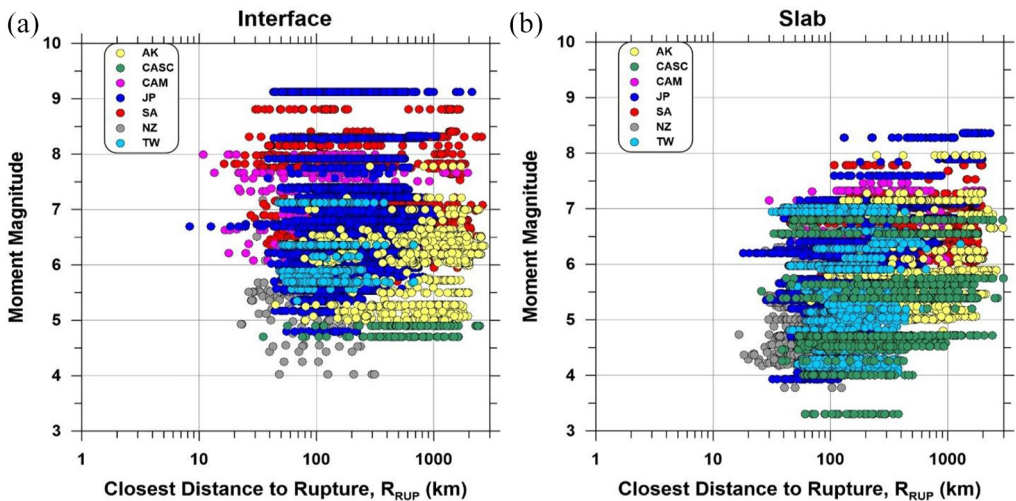 (a)
Interface
10
9
8
7
6
5
4
3
Moment Magnitude
AK
CASC
CAM
JP
SA
NZ
TW
1
10
100
1000
Closest Distance to Rupture, RRUP (km)
(b)
Slab
10
9
8
7
6
5
4
3
Moment Magnitude
AK
CASC
CAM
JP
SA
NZ
TW
1
10
100
1000
Closest Distance to Rupture, RRUP (km)